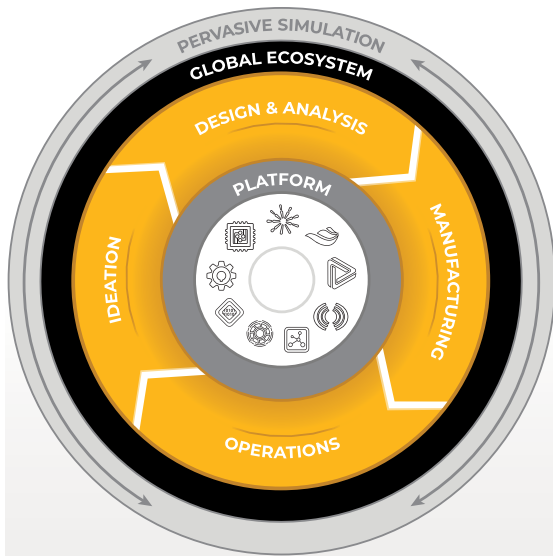 PERVASIVE SIMULATION
GLOBAL ECOSYSTEM
DESIGN & ANALYSIS
PLATFORM
MANUFACTURING
IDEATION
OPERATIONS